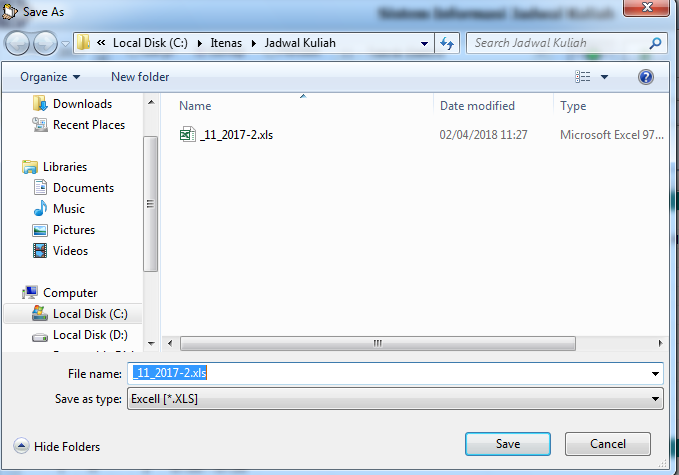 Save As
Sistem Informasi Jadwal Kuliah
« Local Disk (C:) Itenas Jadwal Kuliah
Search Jadwal Kuliah
Organize New folder
Name Date modified Type
_11_2017-2.xls 02/04/2018 11:27 Microsoft Excel 97...
Downloads
Recent Places
Libraries
Documents
Music
Pictures
Videos
Computer
Local Disk (C:)
Local Disk (D:)
File name: _11_2017-2.xls
Save as type: Excell [*.XLS]
Hide Folders Save Cancel